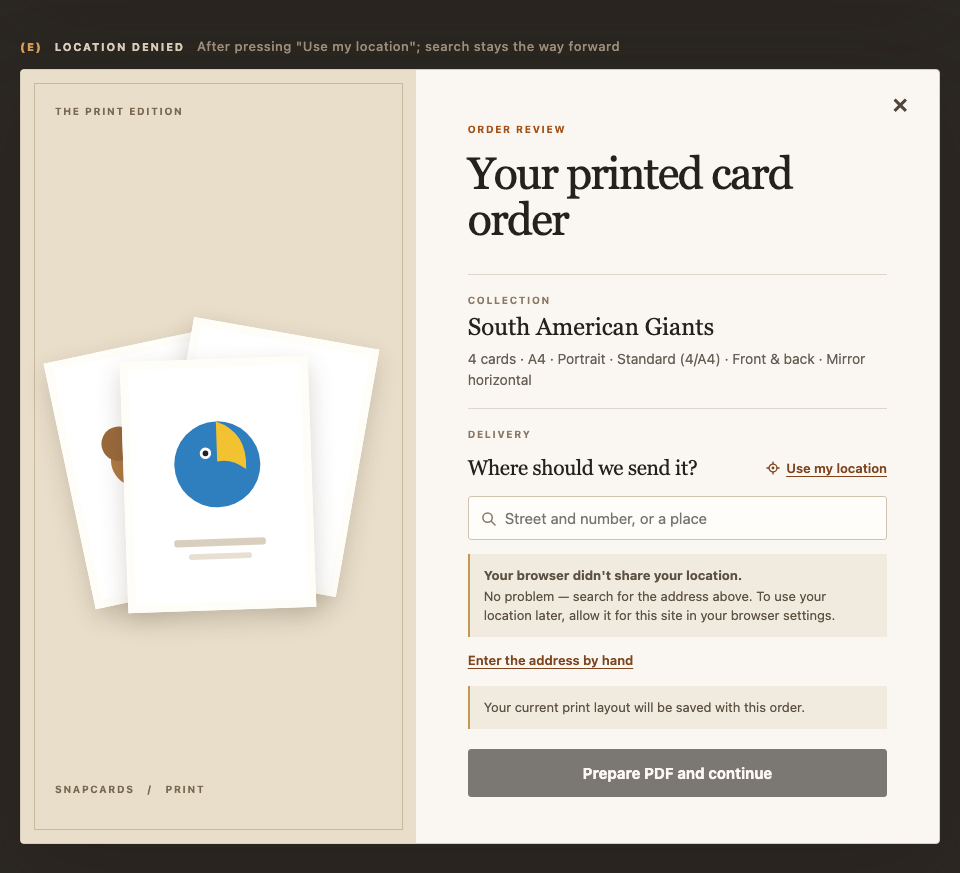 (E) LOCATION DENIED After pressing "Use my location"; search stays the way forward
THE PRINT EDITION
SNAPCARDS / PRINT
×
ORDER REVIEW
Your printed card
order
COLLECTION
South American Giants
4 cards · A4 · Portrait · Standard (4/A4) · Front & back · Mirror
horizontal
DELIVERY
Where should we send it?
Use my location
Street and number, or a place
Your browser didn't share your location.
No problem — search for the address above. To use your
location later, allow it for this site in your browser settings.
Enter the address by hand
Your current print layout will be saved with this order.
Prepare PDF and continue